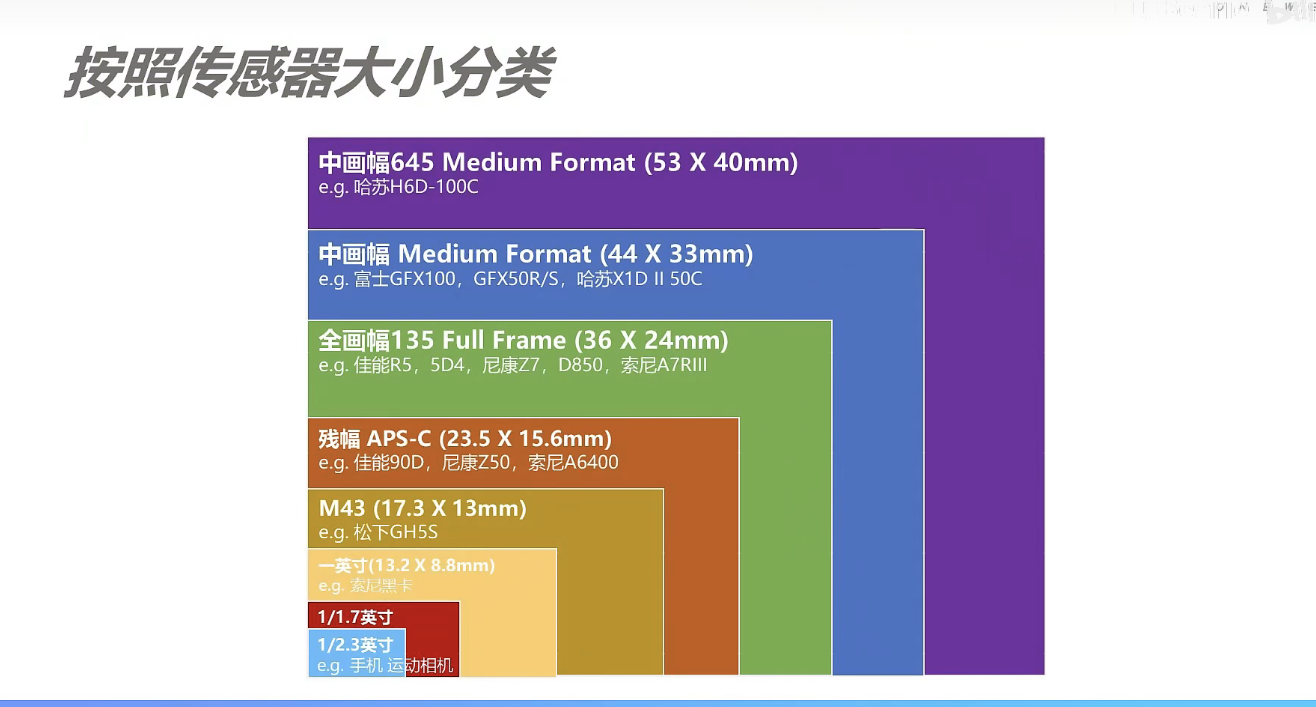 按照传感器大小分类
中画幅645 Medium Format (53 X 40mm)
e.g. 哈苏H6D-100C
中画幅 Medium Format (44 X 33mm)
e.g. 富士GFX100，GFX50R/S，哈苏X1D II 50C
全画幅135 Full Frame (36 X 24mm)
e.g. 佳能R5，5D4，尼康Z7，D850，索尼A7RIII
残幅 APS-C (23.5 X 15.6mm)
e.g. 佳能90D，尼康Z50，索尼A6400
M43 (17.3 X 13mm)
e.g. 松下GH5S
一英寸(13.2 X 8.8mm)
e.g. 索尼黑卡
1/1.7英寸
1/2.3英寸
e.g. 手机 运动相机